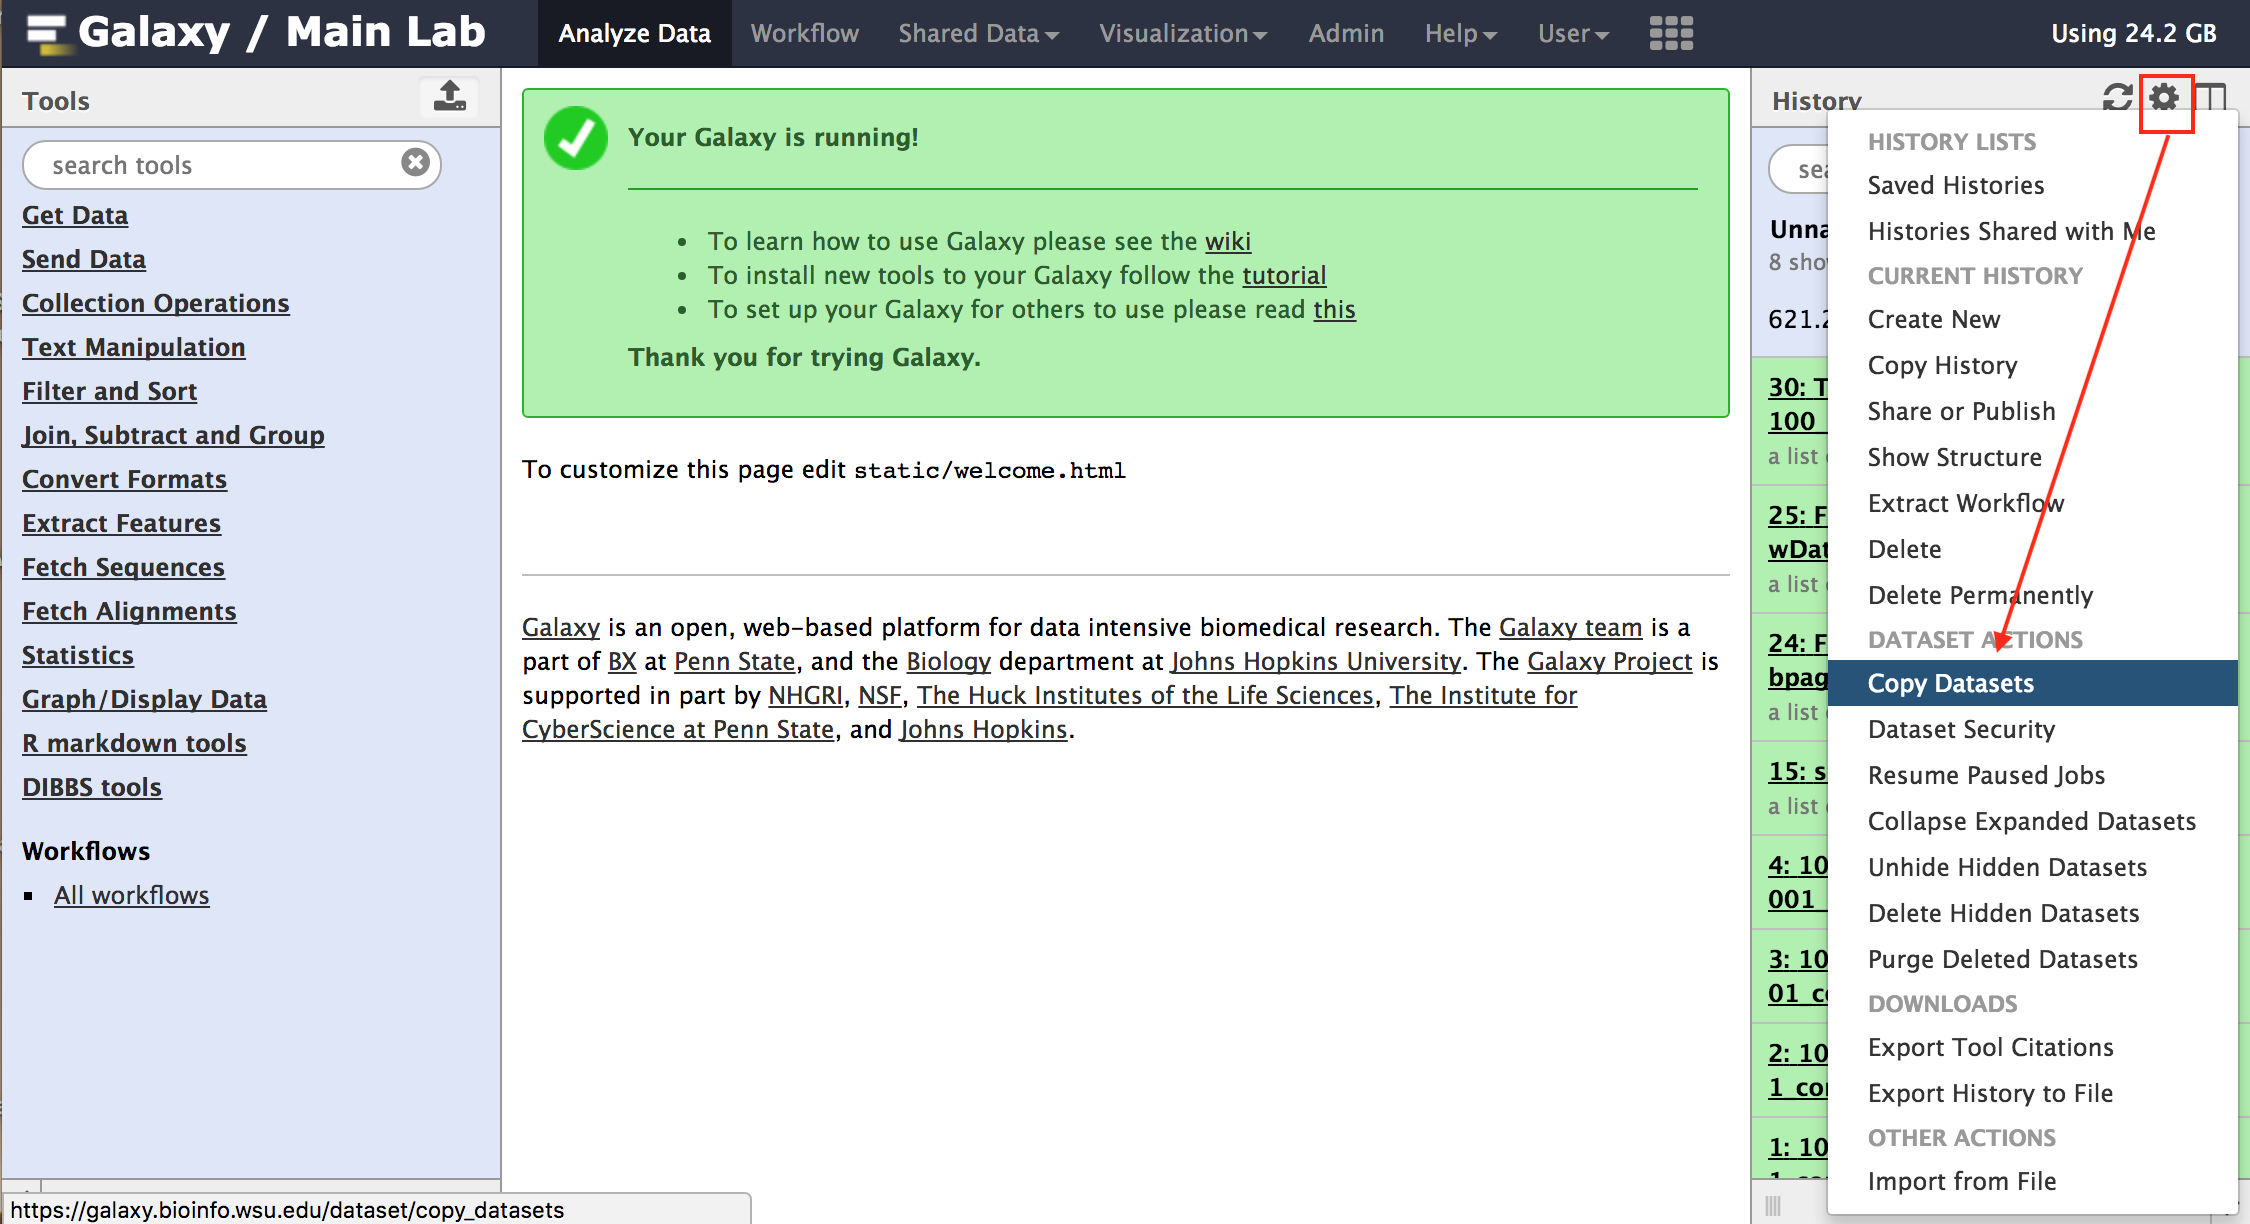 Galaxy / Main Lab
Analyze Data
Workflow
Shared Data
Visualization
Admin
Help
User
Using 24.2 GB
Tools
search tools
Get Data
Send Data
Collection Operations
Text Manipulation
Filter and Sort
Join, Subtract and Group
Convert Formats
Extract Features
Fetch Sequences
Fetch Alignments
Statistics
Graph/Display Data
R markdown tools
DIBBS tools
Workflows
All workflows
https://galaxy.bioinfo.wsu.edu/dataset/copy_datasets
Your Galaxy is running!
• To learn how to use Galaxy please see the wiki
• To install new tools to your Galaxy follow the tutorial
• To set up your Galaxy for others to use please read this
Thank you for trying Galaxy.
To customize this page edit static/welcome.html
Galaxy is an open, web-based platform for data intensive biomedical research. The Galaxy team is a
part of BX at Penn State, and the Biology department at Johns Hopkins University. The Galaxy Project is
supported in part by NHGRI, NSF, The Huck Institutes of the Life Sciences, The Institute for
CyberScience at Penn State, and Johns Hopkins.
History
sea
Unna
8 sho
621.2
30: T
100_
a list
25: F
wDat
a list
24: F
bpag
a list
15: s
a list
4: 10
001_
3: 10
01_c
2: 10
1_co
1: 10
HISTORY LISTS
Saved Histories
Histories Shared with Me
CURRENT HISTORY
Create New
Copy History
Share or Publish
Show Structure
Extract Workflow
Delete
Delete Permanently
DATASET ACTIONS
Copy Datasets
Dataset Security
Resume Paused Jobs
Collapse Expanded Datasets
Unhide Hidden Datasets
Delete Hidden Datasets
Purge Deleted Datasets
DOWNLOADS
Export Tool Citations
Export History to File
OTHER ACTIONS
Import from File